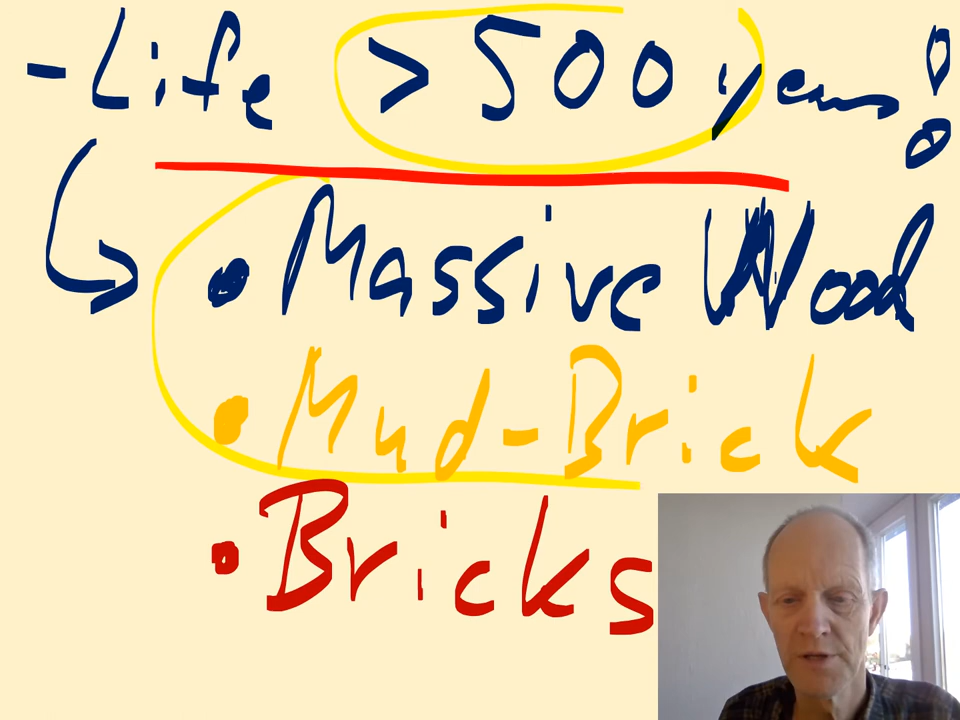 - Life > 500 years!
• Massive Wood
• Mud-Brick
• Bricks